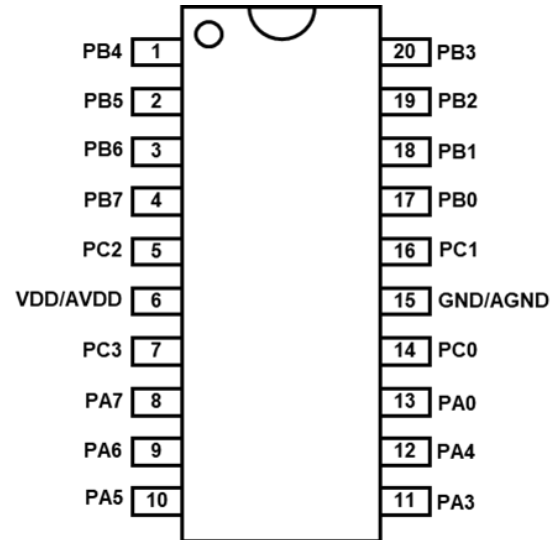 PB4 1 20 PB3
PB5 2 19 PB2
PB6 3 18 PB1
PB7 4 17 PB0
PC2 5 16 PC1
VDD/AVDD 6 15 GND/AGND
PC3 7 14 PC0
PA7 8 13 PA0
PA6 9 12 PA4
PA5 10 11 PA3